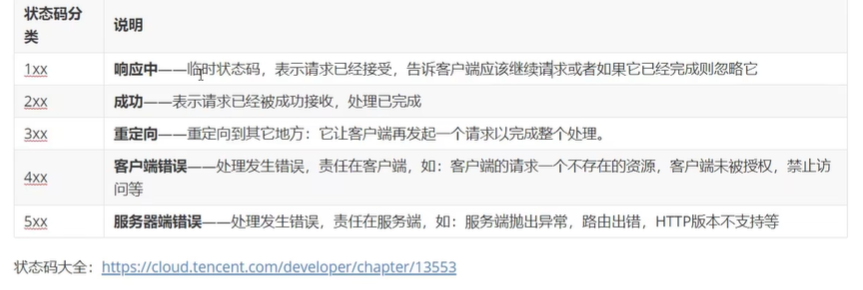 状态码分
类
说明
1xx
响应中——临时状态码，表示请求已经接受，告诉客户端应该继续请求或者如果它已经完成则忽略它
2xx
成功——表示请求已经被成功接收，处理已完成
3xx
重定向——重定向到其它地方：它让客户端再发起一个请求以完成整个处理。
4xx
客户端错误——处理发生错误，责任在客户端，如：客户端的请求一个不存在的资源，客户端未被授权，禁止访
问等
5xx
服务器端错误——处理发生错误，责任在服务端，如：服务端抛出异常，路由出错，HTTP版本不支持等
状态码大全：https://cloud.tencent.com/developer/chapter/13553